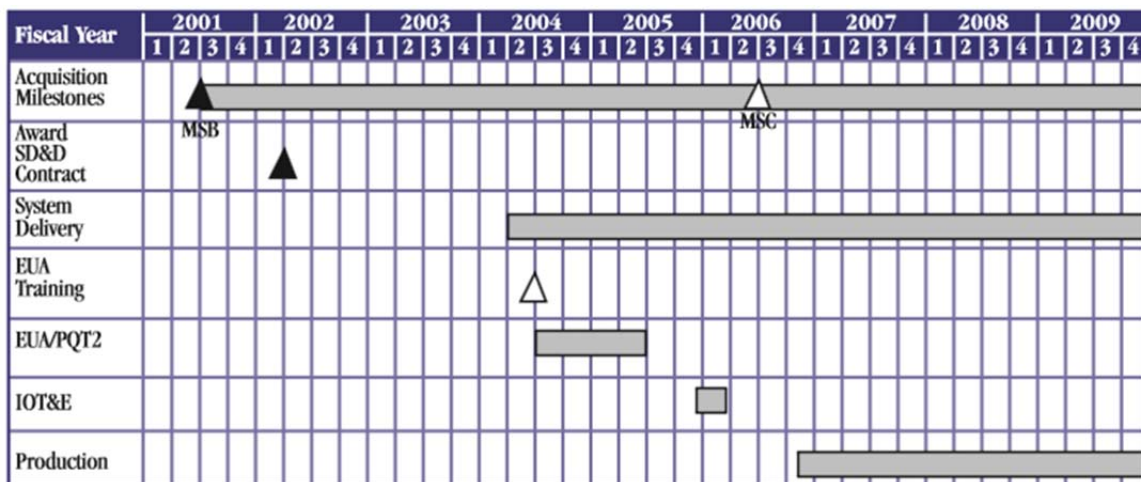 Fiscal Year 2001 2002 2003 2004 2005 2006 2007 2008 2009
1 2 3 4 1 2 3 4 1 2 3 4 1 2 3 4 1 2 3 4 1 2 3 4 1 2 3 4 1 2 3 4 1 2 3 4
Acquisition
Milestones
MSB MSC
Award
SD&D
Contract
System
Delivery
EUA
Training
EUA/PQT2
IOT&E
Production